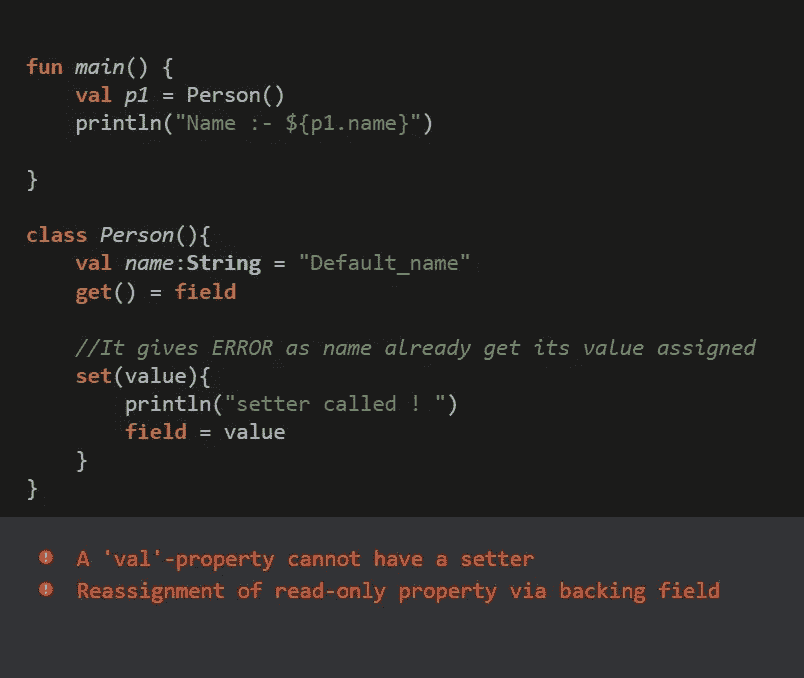 fun main() {
    val p1 = Person()
    println("Name :- ${p1.name}")
}
class Person(){
    val name:String = "Default_name"
    get() = field
    //It gives ERROR as name already get its value assigned
    set(value){
        println("setter called ! ")
        field = value
    }
}
A 'val'-property cannot have a setter
Reassignment of read-only property via backing field